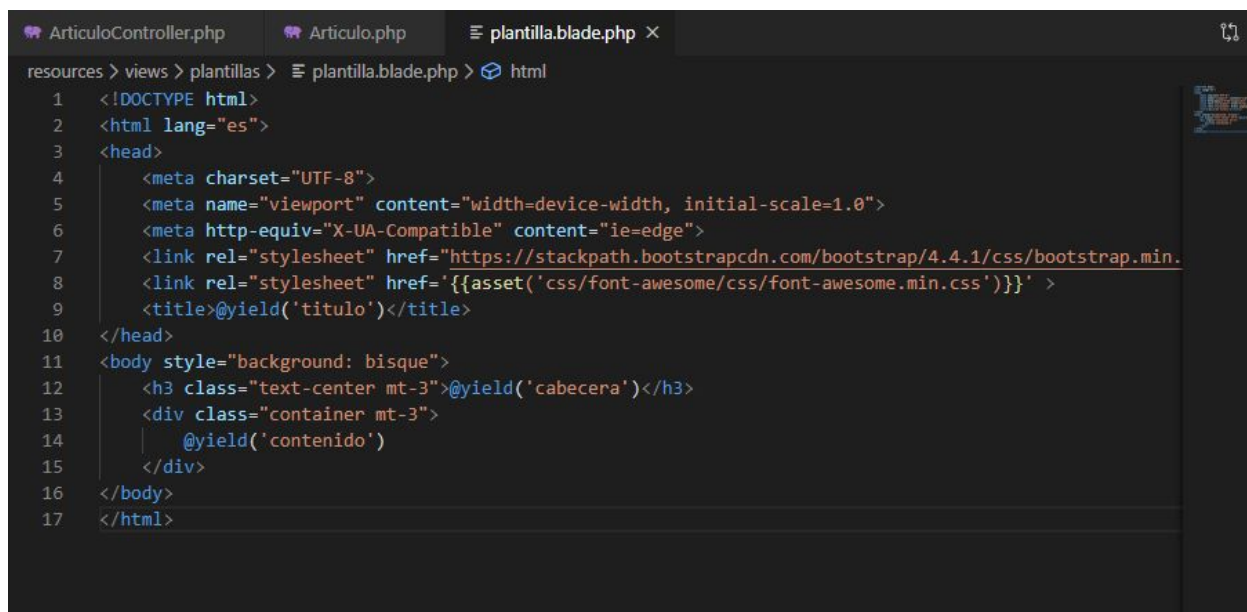 ArticuloController.php Articulo.php plantilla.blade.php
resources > views > plantillas > plantilla.blade.php > html
1 <!DOCTYPE html>
2 <html lang="es">
3 <head>
4     <meta charset="UTF-8">
5     <meta name="viewport" content="width=device-width, initial-scale=1.0">
6     <meta http-equiv="X-UA-Compatible" content="ie=edge">
7     <link rel="stylesheet" href="https://stackpath.bootstrapcdn.com/bootstrap/4.4.1/css/bootstrap.min.
8     <link rel="stylesheet" href='{{asset('css/font-awesome/css/font-awesome.min.css')}}' >
9     <title>@yield('titulo')</title>
10 </head>
11 <body style="background: bisque">
12     <h3 class="text-center mt-3">@yield('cabecera')</h3>
13     <div class="container mt-3">
14         @yield('contenido')
15     </div>
16 </body>
17 </html>